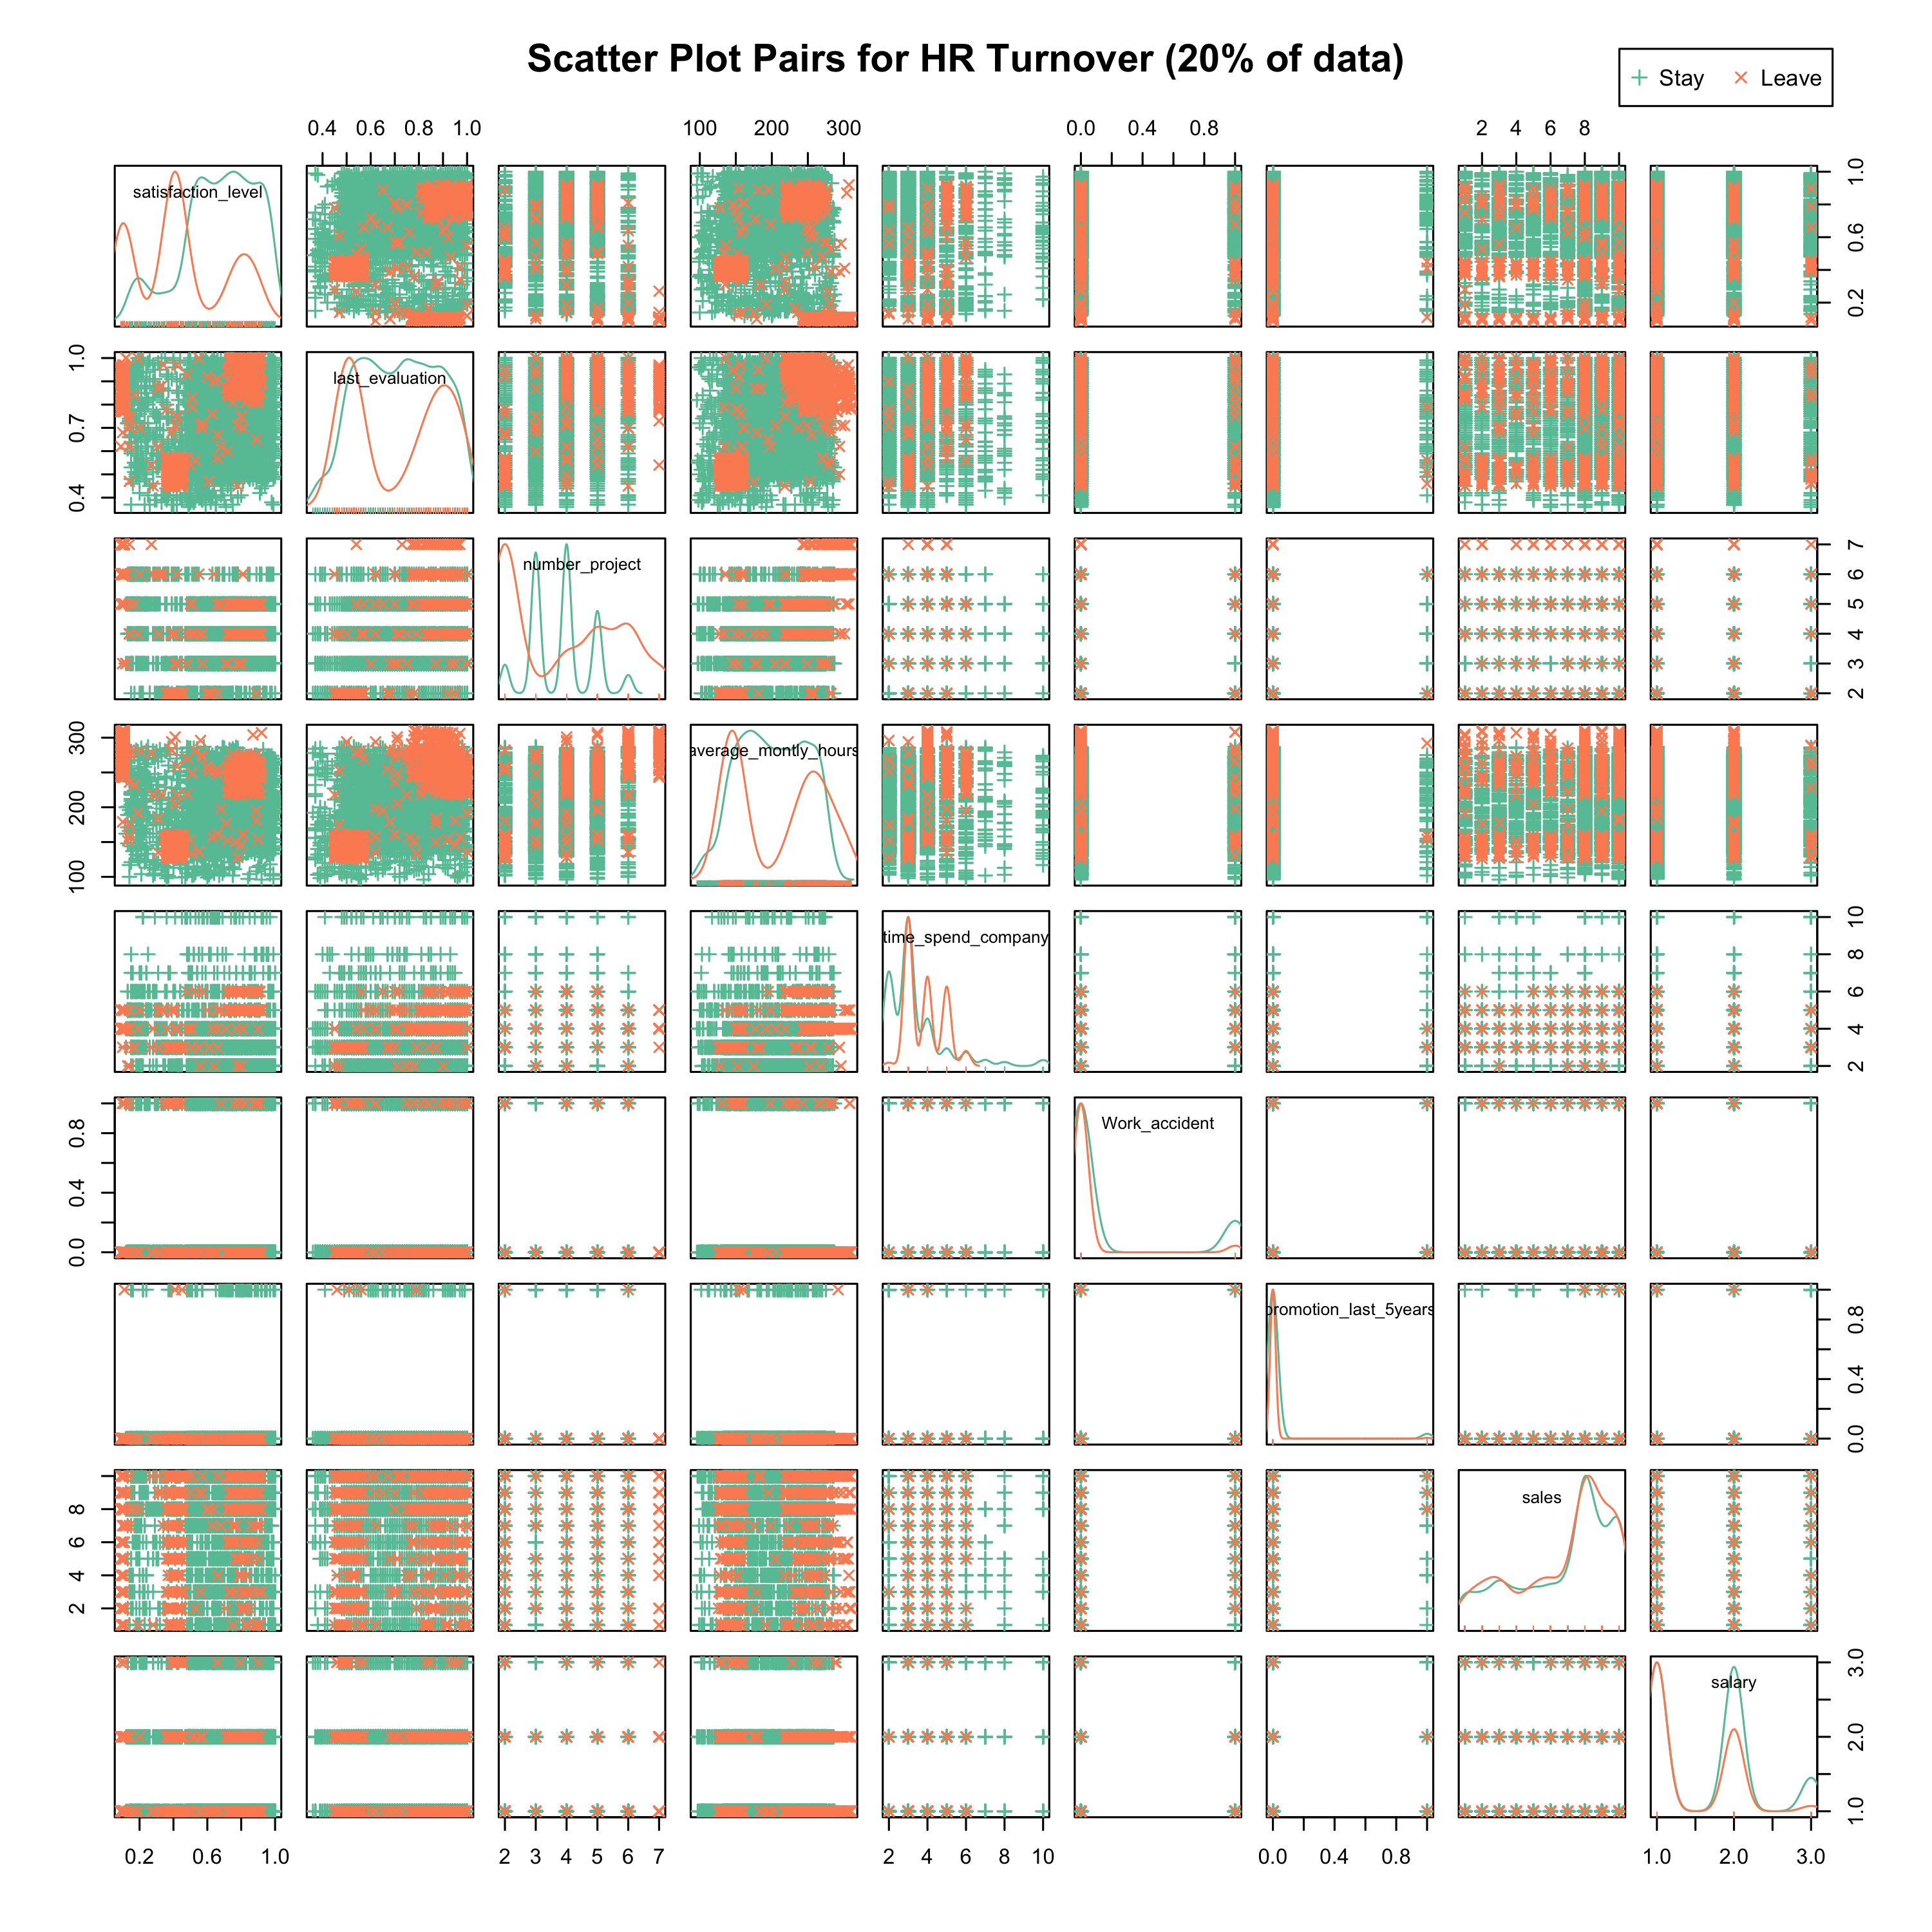 Scatter Plot Pairs for HR Turnover (20% of data)
Stay Leave
0.4 0.6 0.8 1.0 100 200 300 0.0 0.4 0.8 2 4 6 8
satisfaction_level
0.2 0.6 1.0
last_evaluation
0.4 0.7 1.0
number_project
2 3 4 5 6 7
average_montly_hours
100 200 300
time_spend_company
2 4 6 8 10
Work_accident
0.0 0.4 0.8
promotion_last_5years
0.0 0.4 0.8
sales
2 4 6 8
salary
1.0 2.0 3.0
0.2 0.6 1.0 2 3 4 5 6 7 2 4 6 8 10 0.0 0.4 0.8 1.0 2.0 3.0